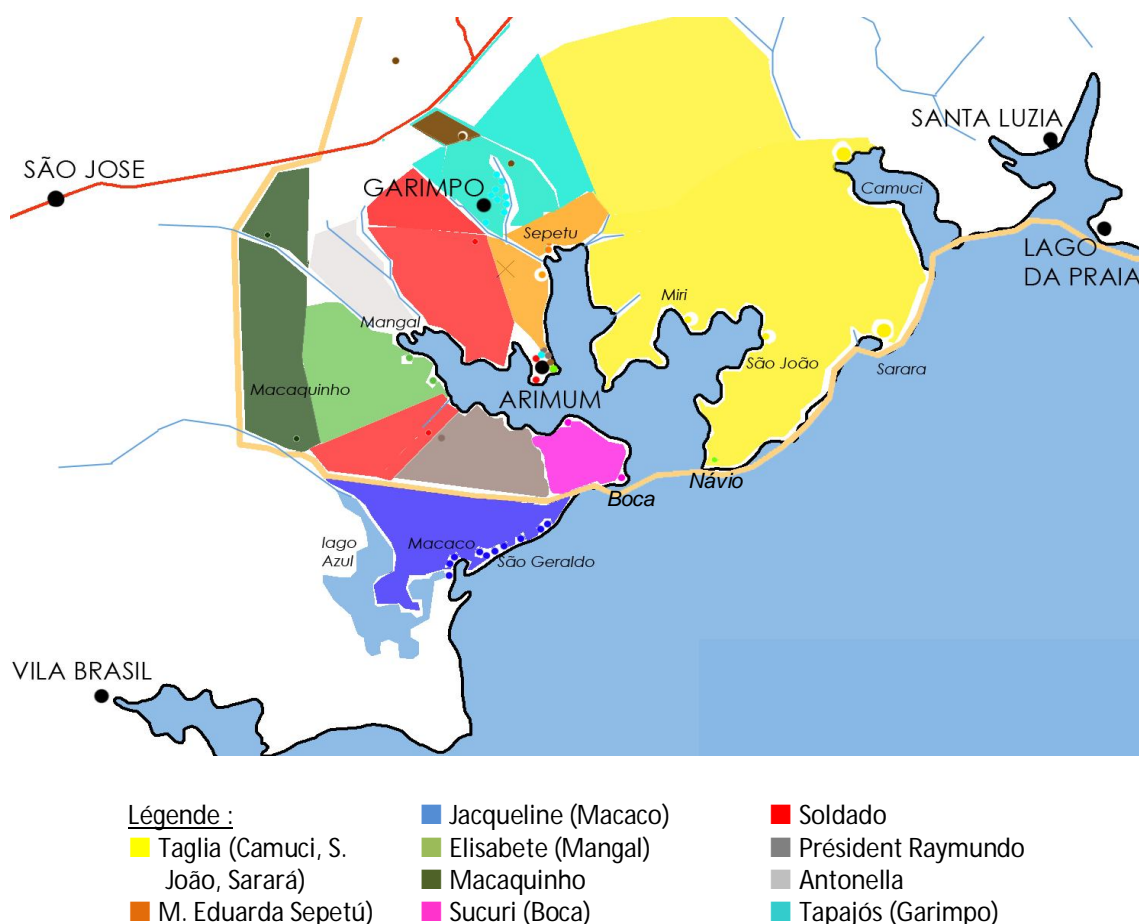 SANTA LUZIA
SÃO JOSE
GARIMPO
Camuci
Sepetu
LAGO
DA PRAIA
Miri
Mangal
São João
Sarara
Macaquinho
ARIMUM
Návio
Boca
lago
Azul
Macaco
São Geraldo
VILA BRASIL
Légende :
Taglia (Camuci, S.
João, Sarará)
M. Eduarda Sepetú)
Jacqueline (Macaco)
Elisabete (Mangal)
Macaquinho
Sucuri (Boca)
Soldado
Président Raymundo
Antonella
Tapajós (Garimpo)